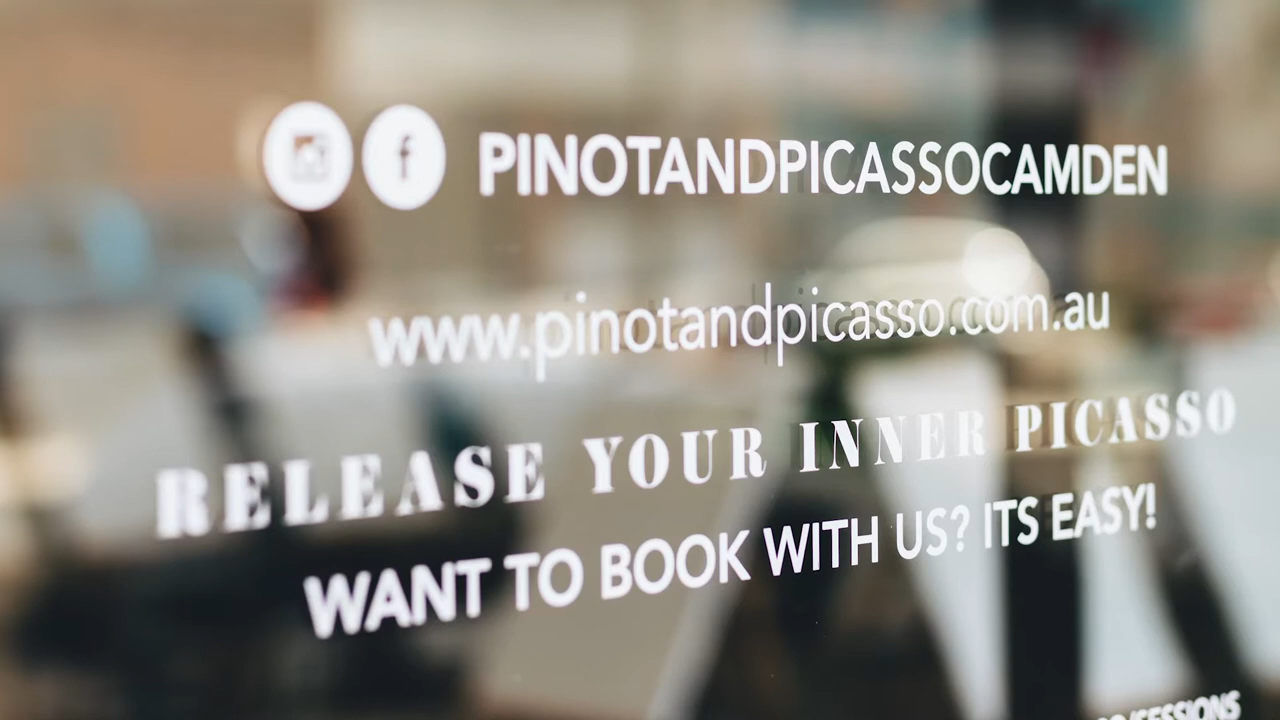 PINOTANDPICASSOCAMDEN
www.pinotandpicasso.com.au
RELEASE YOUR INNER PICASSO
WANT TO BOOK WITH US? ITS EASY!